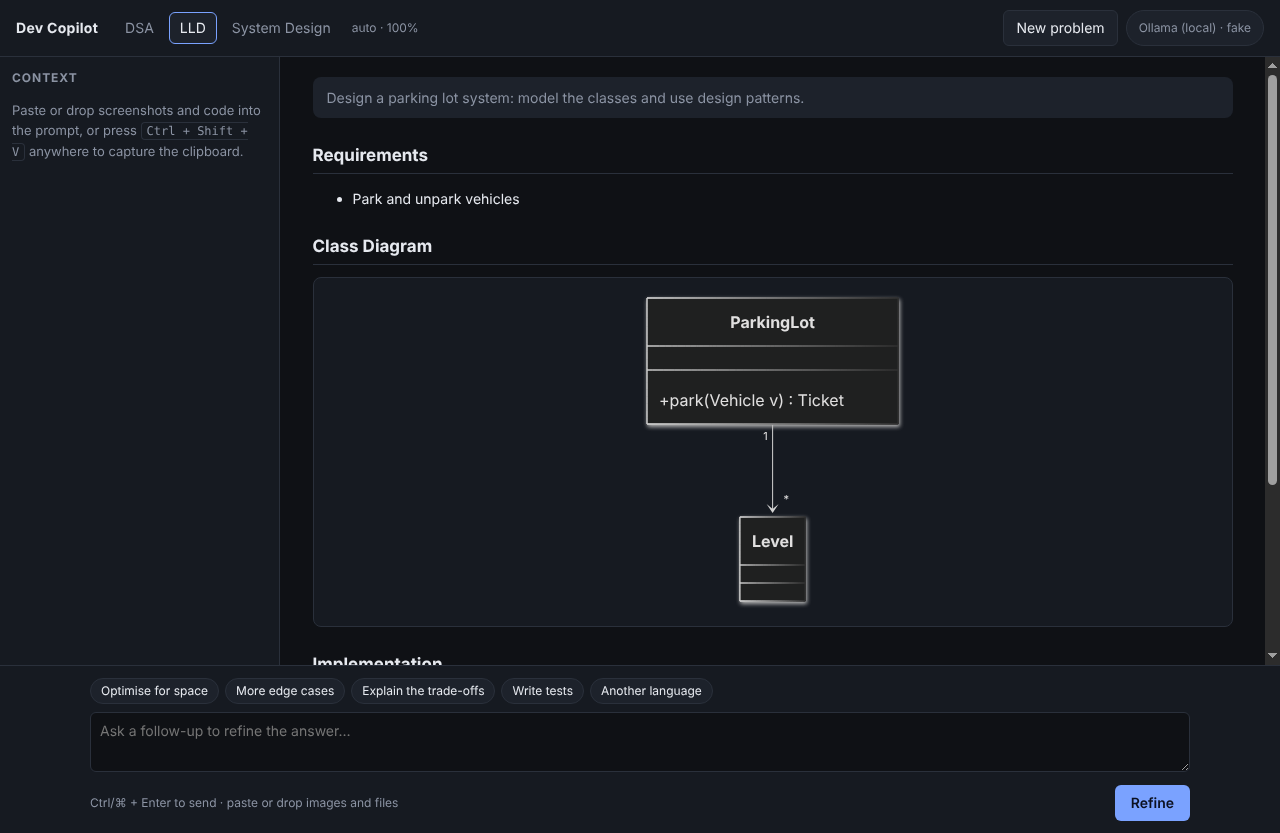 Dev Copilot DSA LLD System Design auto · 100% New problem Ollama (local) · fake
CONTEXT
Paste or drop screenshots and code into
the prompt, or press Ctrl + Shift +
V anywhere to capture the clipboard.
Design a parking lot system: model the classes and use design patterns.
Requirements
• Park and unpark vehicles
Class Diagram
ParkingLot
+park(Vehicle v) : Ticket
1
*
Level
Implementation
Optimise for space More edge cases Explain the trade-offs Write tests Another language
Ask a follow-up to refine the answer...
Ctrl/⌘ + Enter to send · paste or drop images and files
Refine